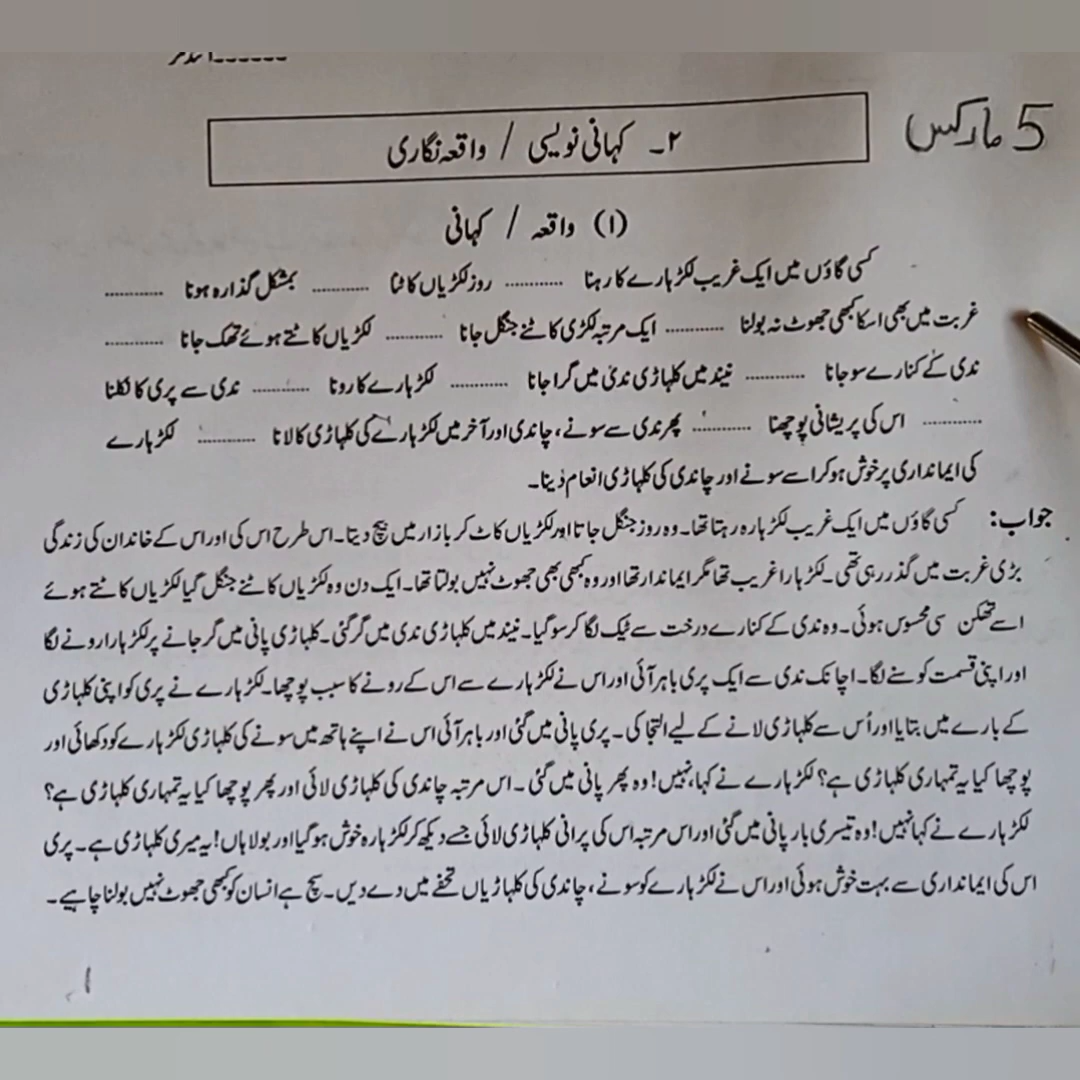 5 مارکس
۲۔ کہانی نویسی / واقعہ نگاری
(۱) واقعہ / کہانی
کسی گاؤں میں ایک غریب لکڑہارے کا رہنا ............ روز لکڑیاں کاٹنا ............ بمشکل گذارہ ہونا ............
غربت میں بھی اسکا کبھی جھوٹ نہ بولنا ............ ایک مرتبہ لکڑی کاٹنے جنگل جانا ............ لکڑیاں کاٹتے ہوئے تھک جانا ............
ندی کے کنارے سو جانا ............ نیند میں کلہاڑی ندی میں گرا جانا ............ لکڑہارے کا رونا ............ ندی سے پری کا نکلنا
............ اس کی پریشانی پوچھنا ............ پھر ندی سے سونے، چاندی اور آخر میں لکڑہارے کی کلہاڑی کا لانا ............ لکڑہارے
کی ایمانداری پر خوش ہو کر اسے سونے اور چاندی کی کلہاڑی انعام دینا۔
جواب: کسی گاؤں میں ایک غریب لکڑہارہ رہتا تھا۔ وہ روز جنگل جاتا اور لکڑیاں کاٹ کر بازار میں بیچ دیتا۔ اس طرح اس کی اور اس کے خاندان کی زندگی
بڑی غربت میں گذر رہی تھی۔ لکڑہارا غریب تھا مگر ایماندار تھا اور وہ کبھی بھی جھوٹ نہیں بولتا تھا۔ ایک دن وہ لکڑیاں کاٹنے جنگل گیا لکڑیاں کاٹتے ہوئے
اسے تھکن سی محسوس ہوئی۔ وہ ندی کے کنارے درخت سے ٹیک لگا کر سو گیا۔ نیند میں کلہاڑی ندی میں گر گئی۔ کلہاڑی پانی میں گر جانے پر لکڑہارا رونے لگا
اور اپنی قسمت کوسنے لگا۔ اچانک ندی سے ایک پری باہر آئی اور اس نے لکڑہارے سے اس کے رونے کا سبب پوچھا۔ لکڑہارے نے پری کو اپنی کلہاڑی
کے بارے میں بتایا اور اُس سے کلہاڑی لانے کے لیے التجا کی۔ پری پانی میں گئی اور باہر آئی اس نے اپنے ہاتھ میں سونے کی کلہاڑی لکڑہارے کو دکھائی اور
پوچھا کیا یہ تمہاری کلہاڑی ہے؟ لکڑہارے نے کہا، نہیں! وہ پھر پانی میں گئی۔ اس مرتبہ چاندی کی کلہاڑی لائی اور پھر پوچھا کیا یہ تمہاری کلہاڑی ہے؟
لکڑہارے نے کہا نہیں! وہ تیسری بار پانی میں گئی اور اس مرتبہ اس کی پرانی کلہاڑی لائی جسے دیکھ کر لکڑہارہ خوش ہو گیا اور بولا ہاں! یہ میری کلہاڑی ہے۔ پری
اس کی ایمانداری سے بہت خوش ہوئی اور اس نے لکڑہارے کو سونے، چاندی کی کلہاڑیاں تحفے میں دے دیں۔ سچ ہے انسان کو کبھی جھوٹ نہیں بولنا چاہیے۔